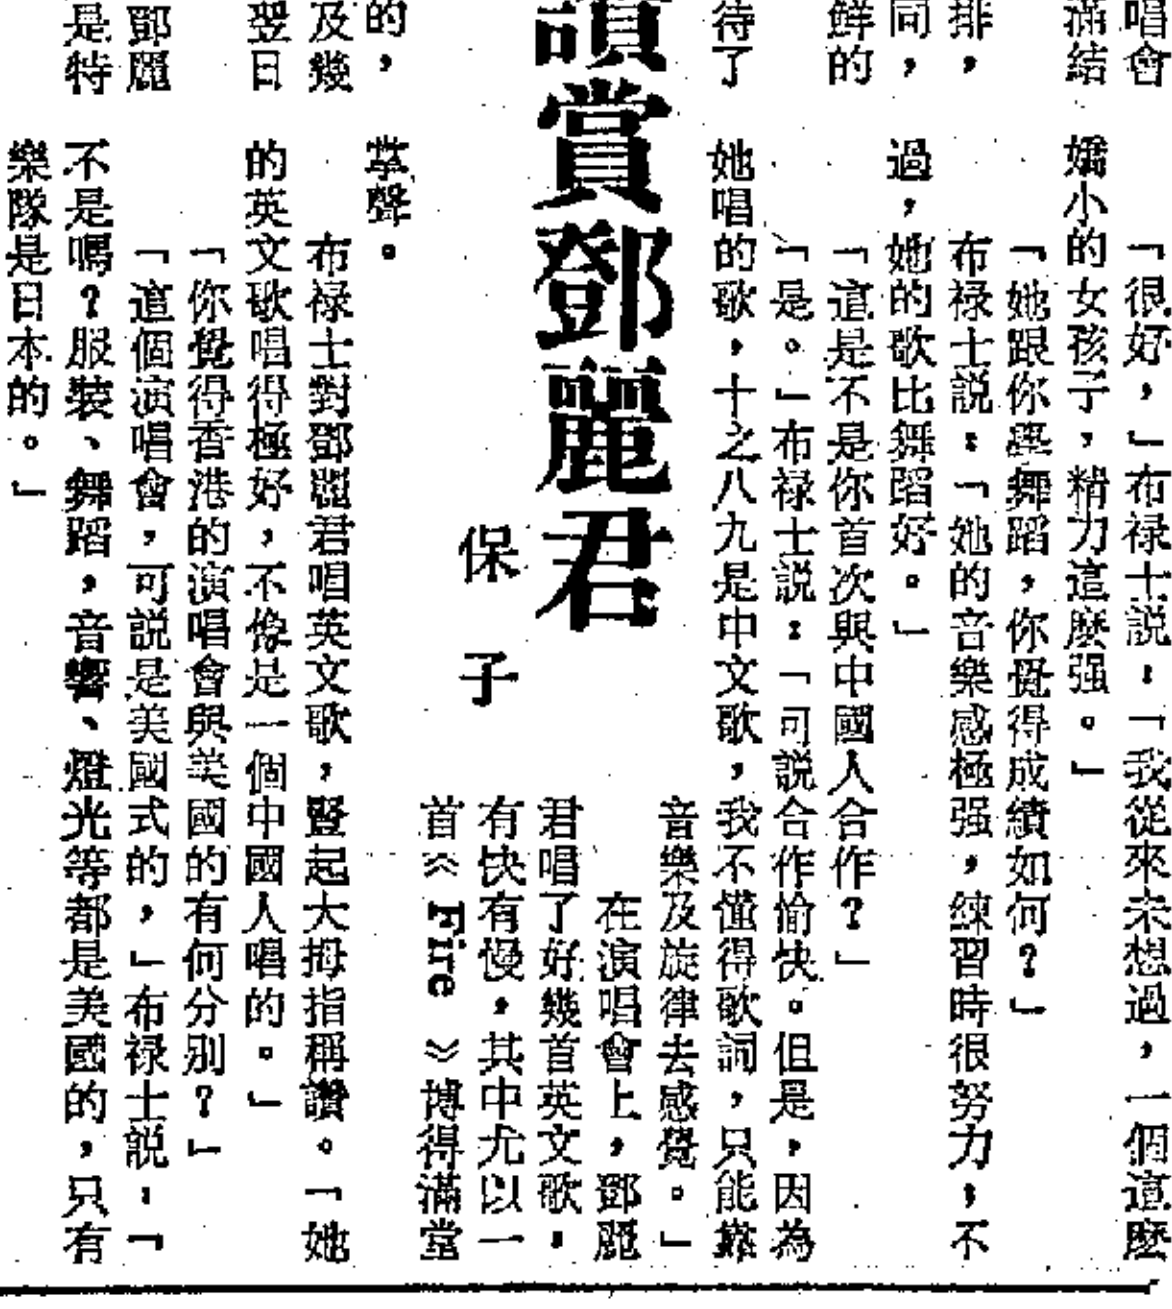 唱會
滿結
排，
同，
鮮的
待了
讚賞鄧麗君
保子
的，
及幾
翌日
鄧麗
是特
「很好，」布祿士説：「我從來未想過，一個這麼
嬌小的女孩子，精力這麼强。」
「她跟你學舞蹈，你覺得成績如何？」
布祿士説：「她的音樂感極强，練習時很努力，不
過，她的歌比舞蹈好。」
「這是不是你首次與中國人合作？」
「是。」布祿士説：「可説合作愉快。但是，因為
她唱的歌，十之八九是中文歌，我不懂得歌詞，只能靠
音樂及旋律去感覺。」
在演唱會上，鄧麗
君唱了好幾首英文歌，
有快有慢，其中尤以一
首《Fire》博得滿堂
掌聲。
布祿士對鄧麗君唱英文歌，豎起大拇指稱讚。「她
的英文歌唱得極好，不像是一個中國人唱的。」
「你覺得香港的演唱會與美國的有何分別？」
「這個演唱會，可説是美國式的，」布祿士説：「
不是嗎？服裝、舞蹈，音響、燈光等都是美國的，只有
樂隊是日本的。」